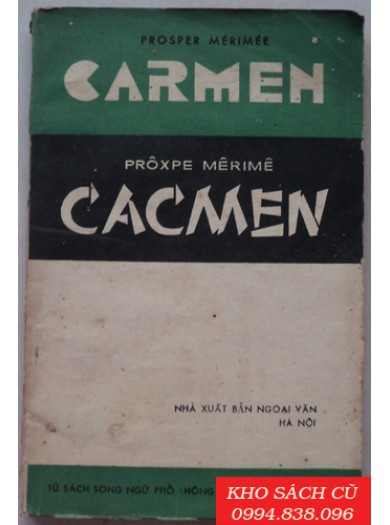 PROSPER MÉRIMÉE
CARMEN
PRÔXPE MÊRIMÊ
CACMEN
NHÀ XUẤT BẢN NGOẠI VĂN
HÀ NỘI
TỦ SÁCH SONG NGỮ PHỔ THÔNG
KHO SÁCH CŨ
0994.838.096